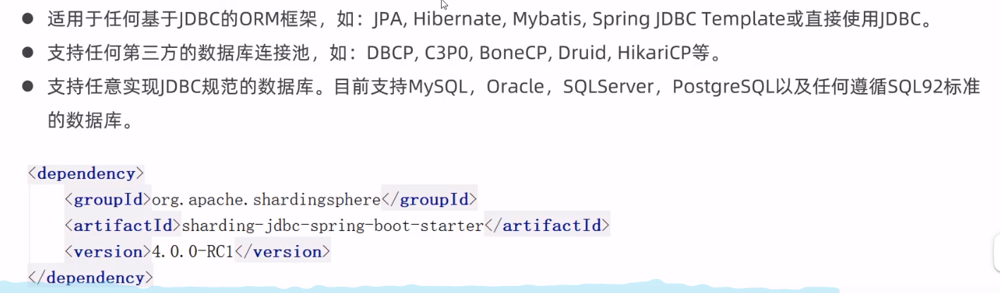 ● 适用于任何基于JDBC的ORM框架，如：JPA, Hibernate, Mybatis, Spring JDBC Template或直接使用JDBC。
● 支持任何第三方的数据库连接池，如：DBCP, C3P0, BoneCP, Druid, HikariCP等。
● 支持任意实现JDBC规范的数据库。目前支持MySQL，Oracle，SQLServer，PostgreSQL以及任何遵循SQL92标准
的数据库。
<dependency>
<groupId>org.apache.shardingsphere</groupId>
<artifactId>sharding-jdbc-spring-boot-starter</artifactId>
<version>4.0.0-RC1</version>
</dependency>